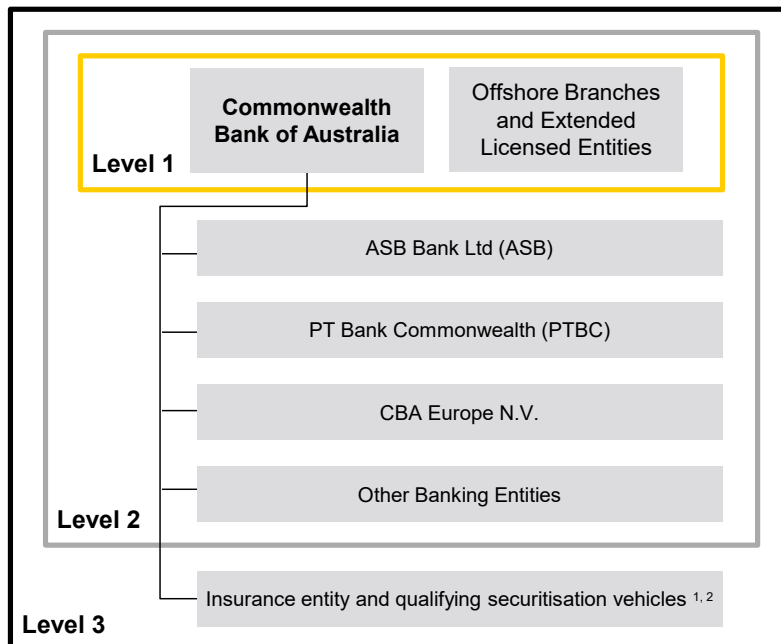 Commonwealth
Bank of Australia
Offshore Branches
and Extended
Licensed Entities
Level 1
ASB Bank Ltd (ASB)
PT Bank Commonwealth (PTBC)
CBA Europe N.V.
Other Banking Entities
Level 2
Insurance entity and qualifying securitisation vehicles 1, 2
Level 3